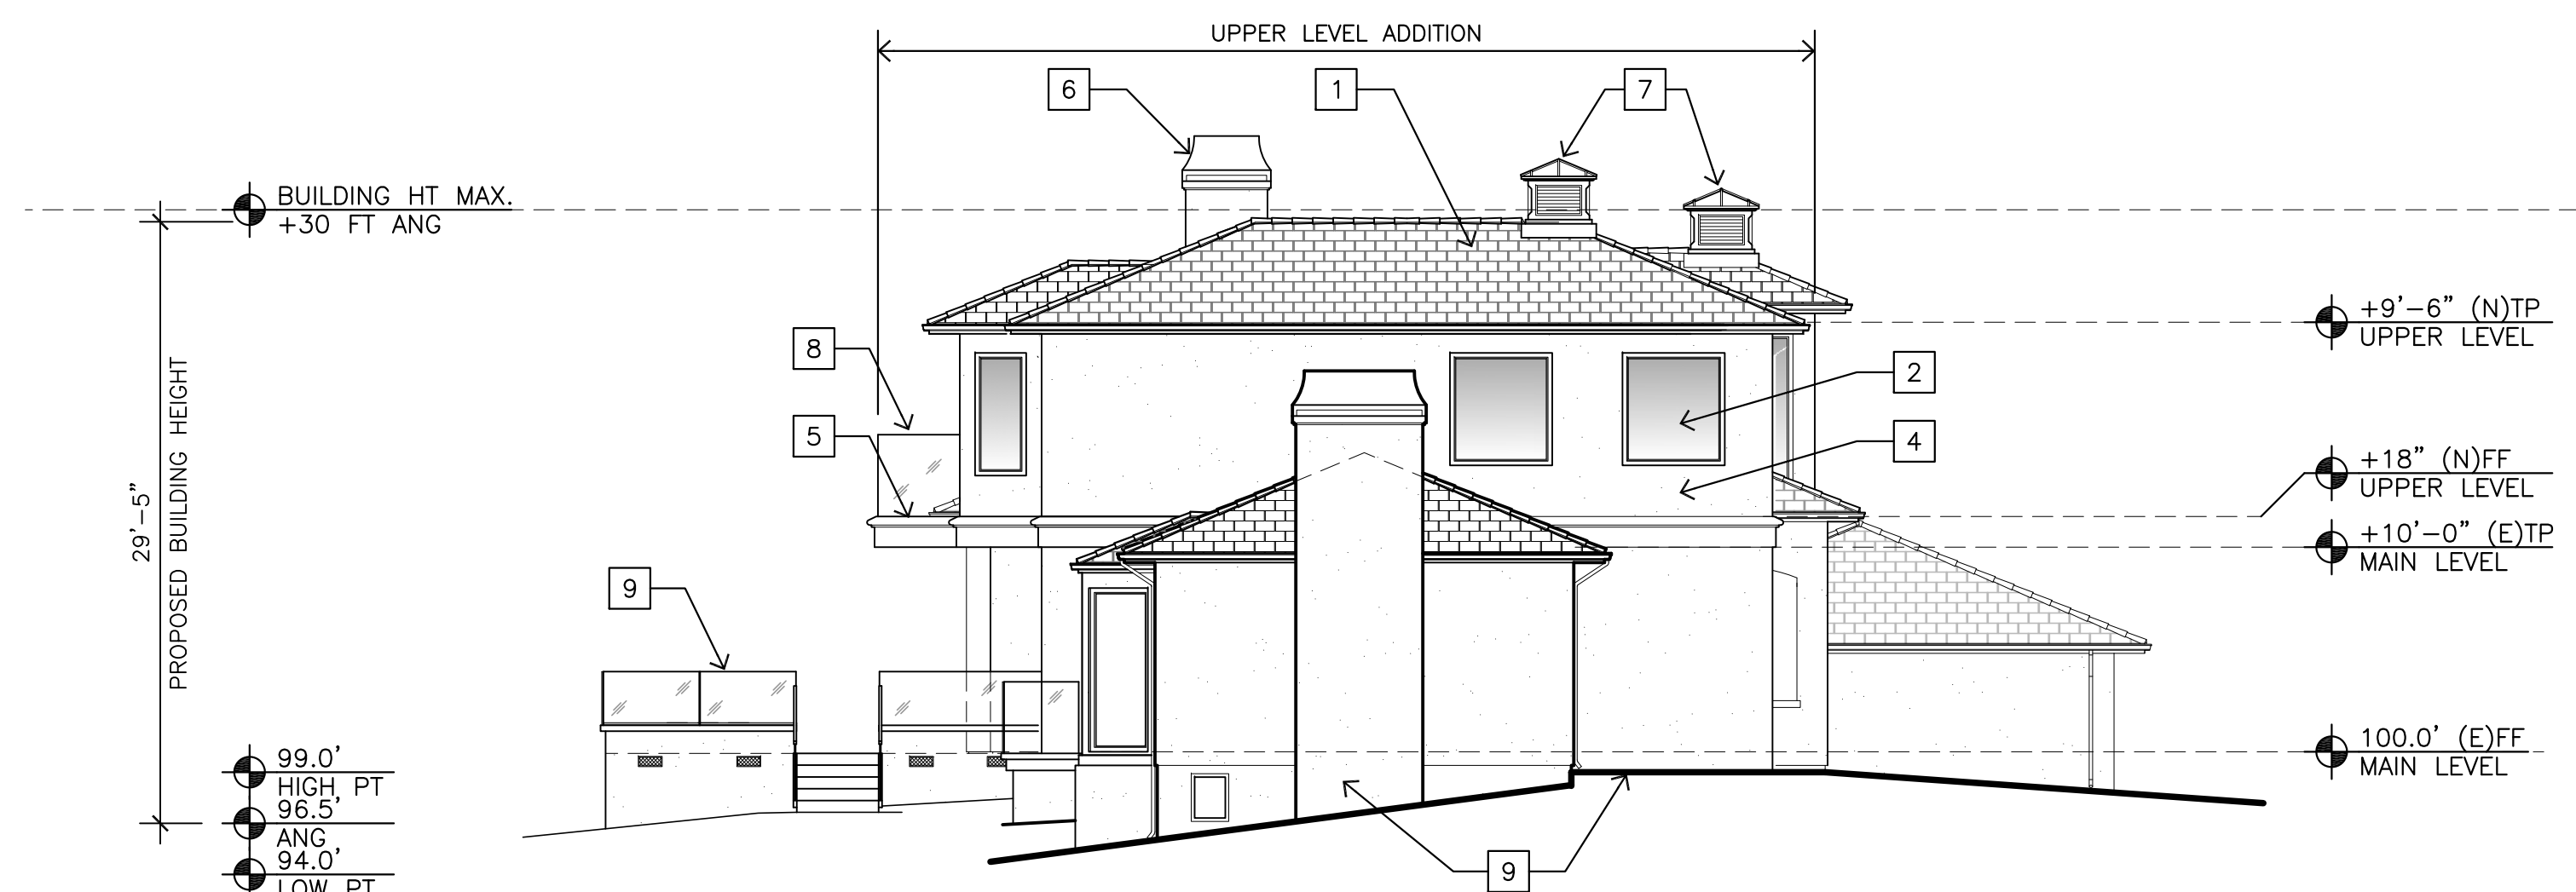 UPPER LEVEL ADDITION
6
1
7
BUILDING HT MAX.
+30 FT ANG
+9'-6" (N)TP
UPPER LEVEL
8
2
5
4
+18" (N)FF
UPPER LEVEL
+10'-0" (E)TP
MAIN LEVEL
29'-5"
PROPOSED BUILDING HEIGHT
9
100.0' (E)FF
MAIN LEVEL
99.0'
HIGH PT
96.5'
ANG
94.0'
LOW PT
9